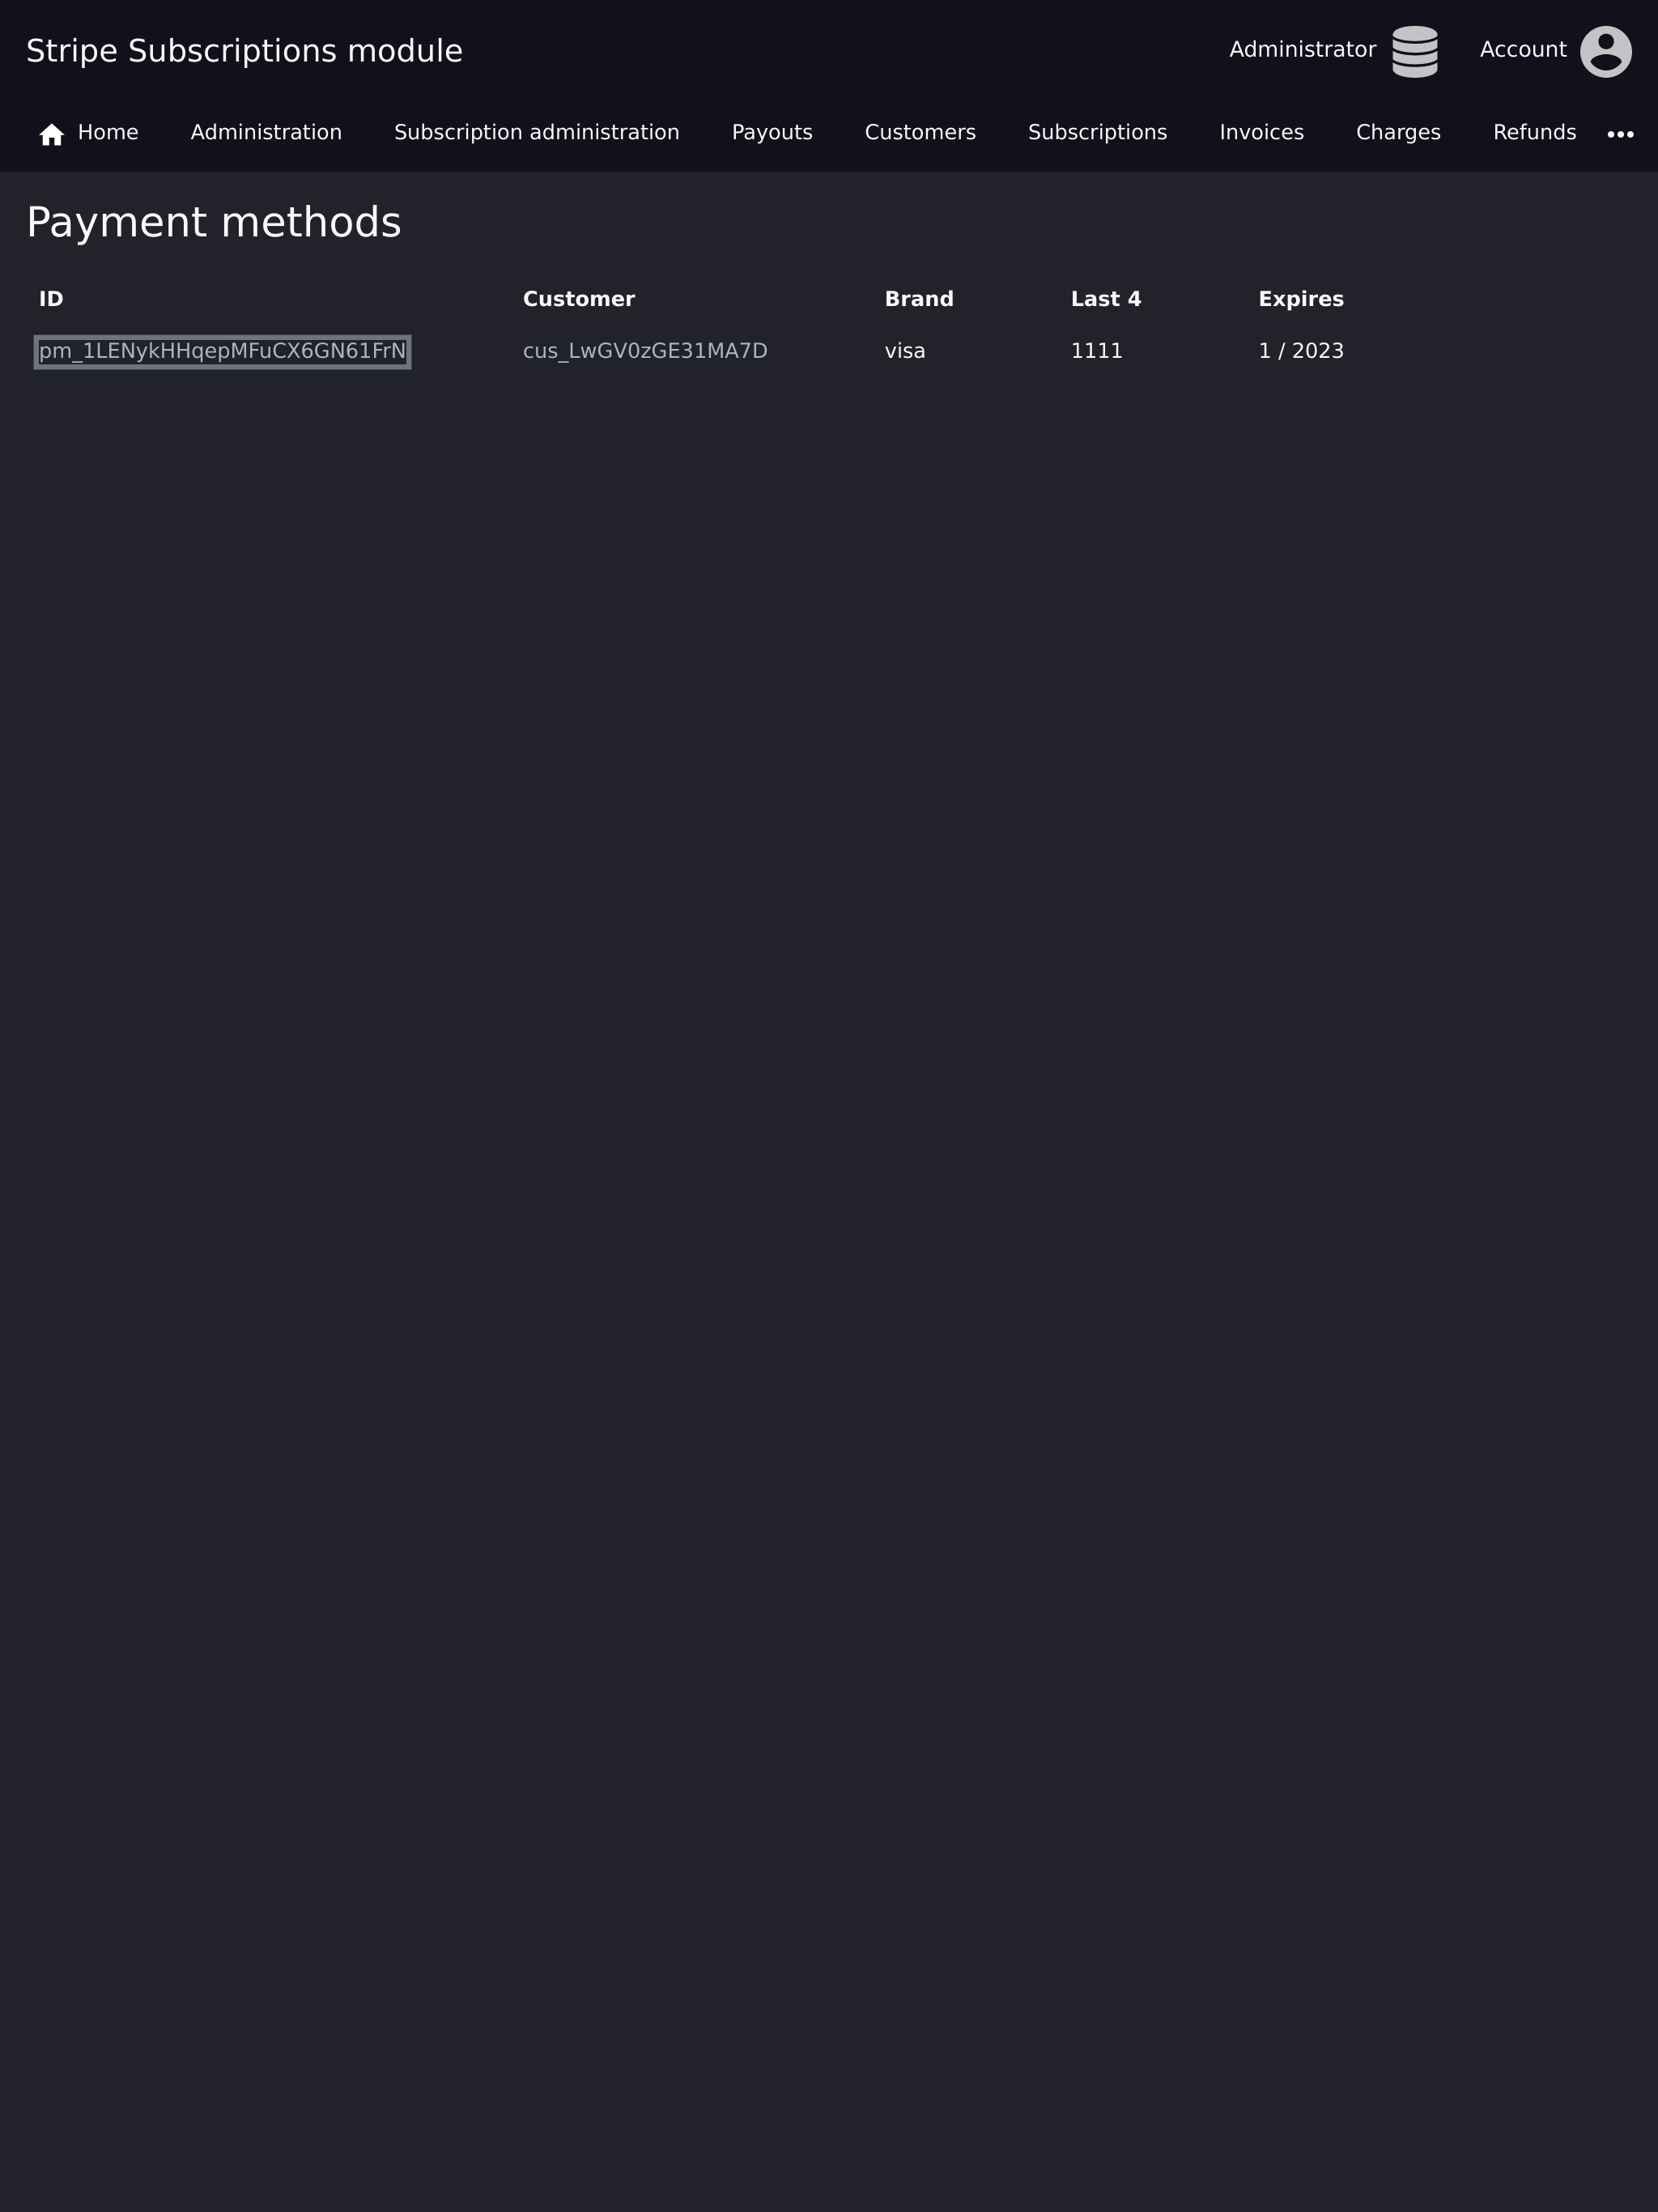 Stripe Subscriptions module
Administrator
Account
Home Administration Subscription administration Payouts Customers Subscriptions Invoices Charges Refunds
Payment methods
ID Customer Brand Last 4 Expires
pm_1LENykHHqepMFuCX6GN61FrN cus_LwGV0zGE31MA7D visa 1111 1 / 2023